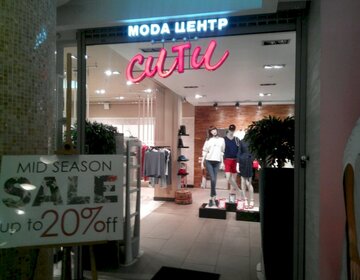 МОДА ЦЕНТР
СИТИ
MID SEASON
SALE
up to 20% off